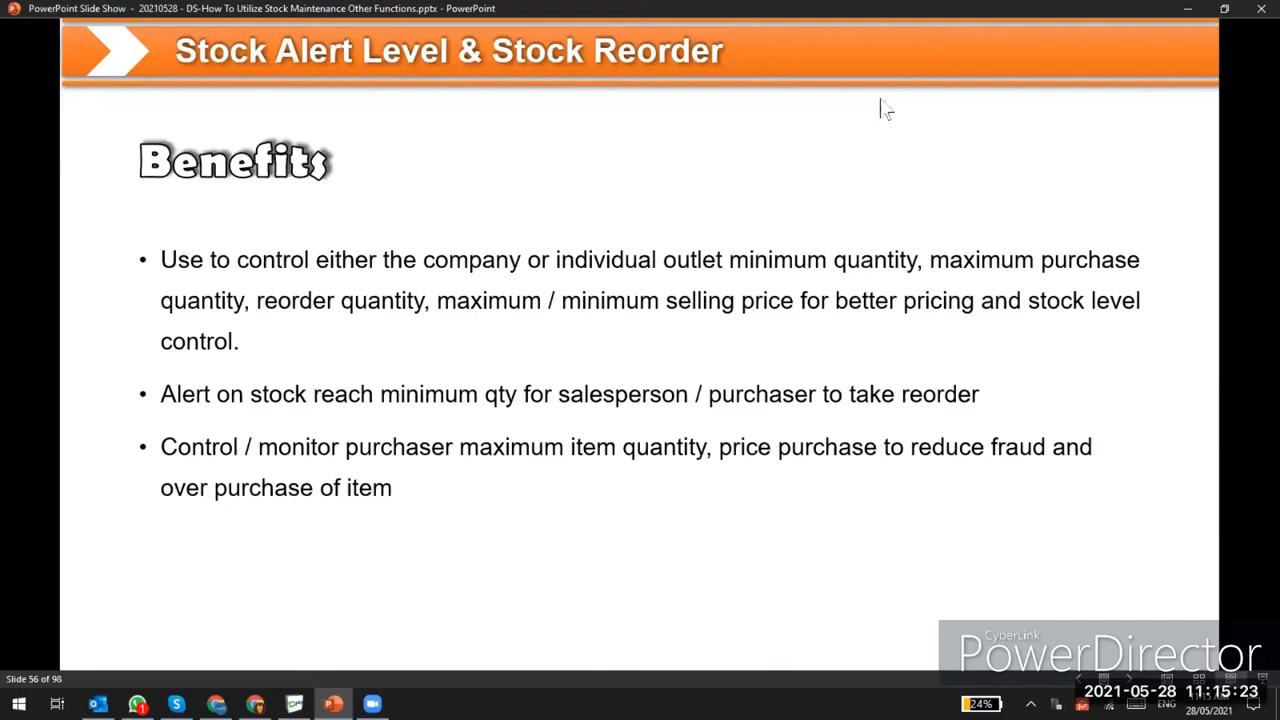 PowerPoint Slide Show - 20210528 - DS-How To Utilize Stock Maintenance Other Functions.pptx - PowerPoint
Stock Alert Level & Stock Reorder
Benefits
• Use to control either the company or individual outlet minimum quantity, maximum purchase
quantity, reorder quantity, maximum / minimum selling price for better pricing and stock level
control.
• Alert on stock reach minimum qty for salesperson / purchaser to take reorder
• Control / monitor purchaser maximum item quantity, price purchase to reduce fraud and
over purchase of item
CyberLink
PowerDirector
Slide 56 of 98
2021-05-28 11:15:23
24%
ENG
28/05/2021